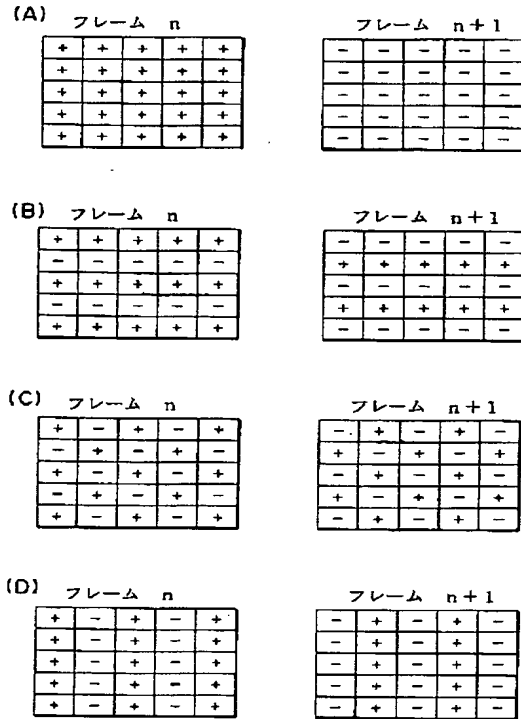 (A) フレーム n フレーム n+1
+ + + + + - - - - -
+ + + + + - - - - -
+ + + + + - - - - -
+ + + + + - - - - -
+ + + + + - - - - -
(B) フレーム n フレーム n+1
+ + + + + - - - - -
- - - - - + + + + +
+ + + + + - - - - -
- - - - - + + + + +
+ + + + + - - - - -
(C) フレーム n フレーム n+1
+ - + - + - + - + -
- + - + - + - + - +
+ - + - + - + - + -
- + - + - + - + - +
+ - + - + - + - + -
(D) フレーム n フレーム n+1
+ - + - + - + - + -
+ - + - + - + - + -
+ - + - + - + - + -
+ - + - + - + - + -
+ - + - + - + - + -